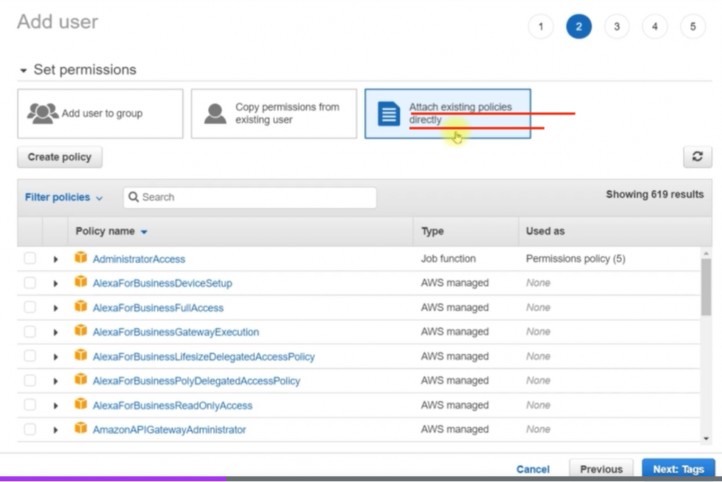 Add user
1 2 3 4 5
Set permissions
Add user to group
Copy permissions from
existing user
Attach existing policies
directly
Create policy
Filter policies
Search
Showing 619 results
Policy name Type Used as
AdministratorAccess Job function Permissions policy (5)
AlexaForBusinessDeviceSetup AWS managed None
AlexaForBusinessFullAccess AWS managed None
AlexaForBusinessGatewayExecution AWS managed None
AlexaForBusinessLifesizeDelegatedAccessPolicy AWS managed None
AlexaForBusinessPolyDelegatedAccessPolicy AWS managed None
AlexaForBusinessReadOnlyAccess AWS managed None
AmazonAPIGatewayAdministrator AWS managed None
Cancel Previous Next: Tags